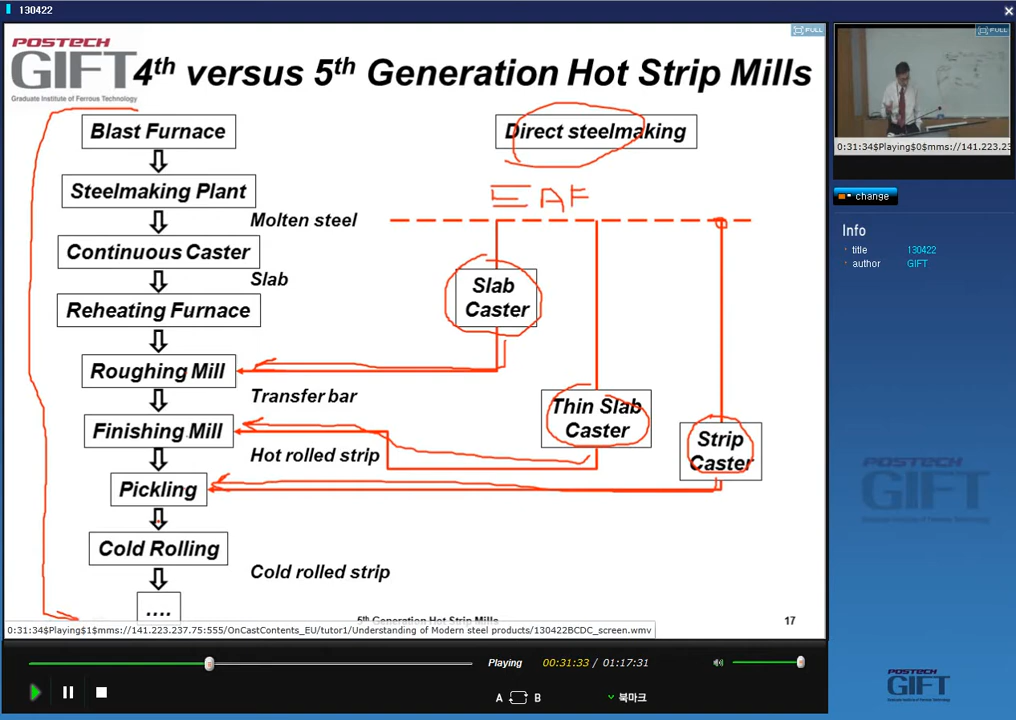 130422
POSTECH
GIFT
Graduate Institute of Ferrous Technology
4th versus 5th Generation Hot Strip Mills
Blast Furnace
Direct steelmaking
Steelmaking Plant
EAF
Molten steel
Continuous Caster
Slab
Slab
Caster
Reheating Furnace
Roughing Mill
Transfer bar
Thin Slab
Caster
Finishing Mill
Strip
Caster
Hot rolled strip
Pickling
Cold Rolling
Cold rolled strip
....
5th Generation Hot Strip Mills
17
0:31:34$Playing$1$mms://141.223.237.75:555/OnCastContents_EU/tutor1/Understanding of Modern steel products/130422BCDC_screen.wmv
Playing
00:31:33 / 01:17:31
A B
북마크
FULL
FULL
0:31:34$Playing$0$mms://141.223.23
change
Info
title 130422
author GIFT
POSTECH
GIFT
POSTECH
GIFT